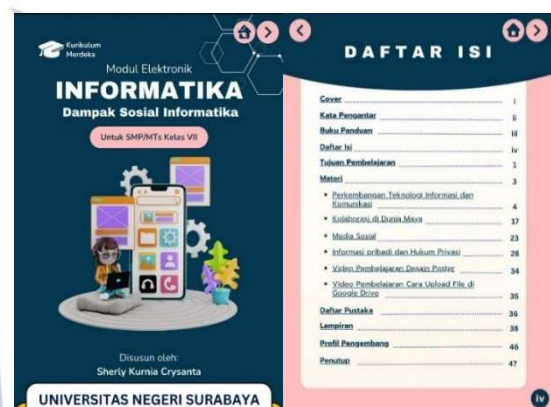 Kurikulum
Merdeka
Modul Elektronik
INFORMATIKA
Dampak Sosial Informatika
Untuk SMP/MTs Kelas VII
Disusun oleh:
Sherly Kurnia Crysanta
UNIVERSITAS NEGERI SURABAYA
DAFTAR ISI
Cover i
Kata Pengantar ii
Buku Panduan iii
Daftar Isi iv
Tujuan Pembelajaran 1
Materi 3
• Perkembangan Teknologi Informasi dan
Komunikasi 4
• Kolaborasi di Dunia Maya 17
• Media Sosial 23
• Informasi pribadi dan Hukum Privasi 28
• Video Pembelajaran Desain Poster 34
• Video Pembelajaran Cara Upload File di
Google Drive 35
Daftar Pustaka 36
Lampiran 38
Profil Pengembang 46
Penutup 47
iv